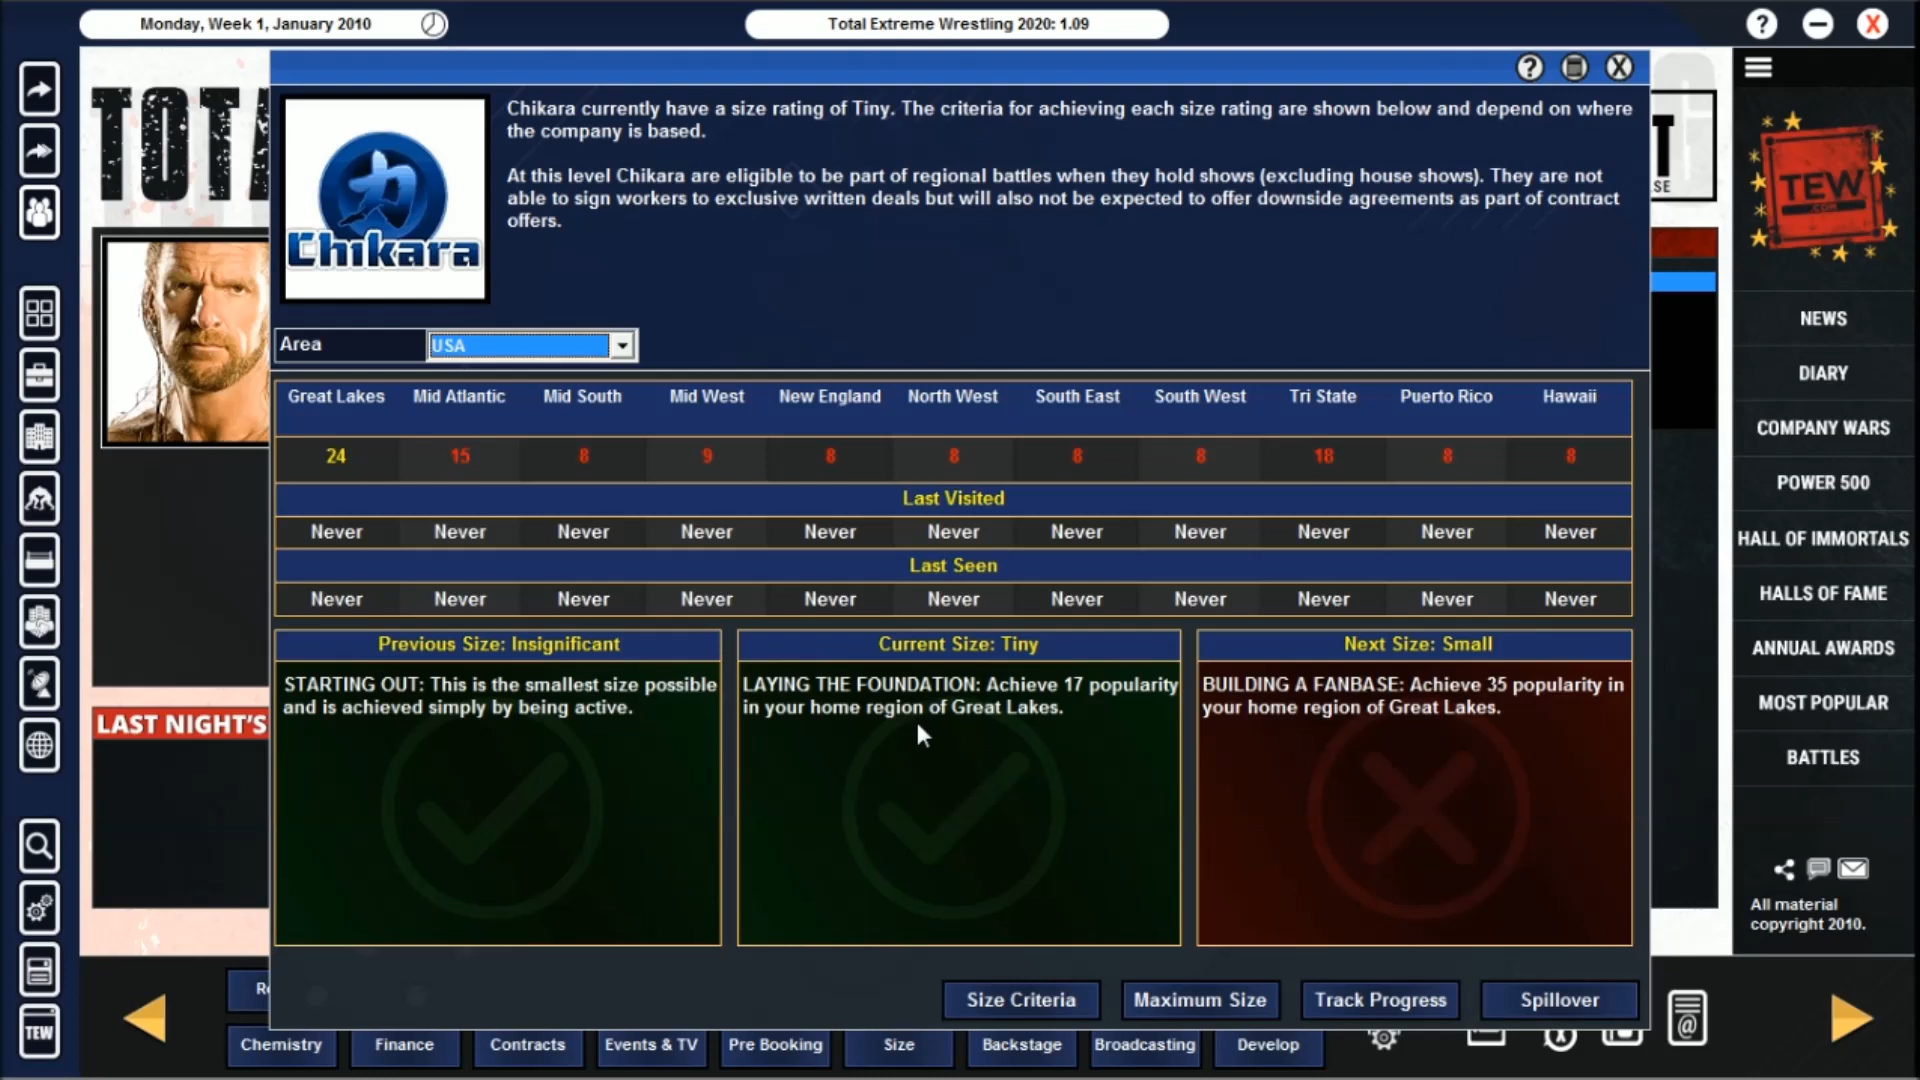 Monday, Week 1, January 2010
Total Extreme Wrestling 2020: 1.09
Chikara currently have a size rating of Tiny. The criteria for achieving each size rating are shown below and depend on where
the company is based.
At this level Chikara are eligible to be part of regional battles when they hold shows (excluding house shows). They are not
able to sign workers to exclusive written deals but will also not be expected to offer downside agreements as part of contract
offers.
力
Chikara
Area USA
Great Lakes Mid Atlantic Mid South Mid West New England North West South East South West Tri State Puerto Rico Hawaii
24 15 8 9 8 8 8 8 18 8 8
Last Visited
Never Never Never Never Never Never Never Never Never Never Never
Last Seen
Never Never Never Never Never Never Never Never Never Never Never
Previous Size: Insignificant
STARTING OUT: This is the smallest size possible
and is achieved simply by being active.
Current Size: Tiny
LAYING THE FOUNDATION: Achieve 17 popularity
in your home region of Great Lakes.
Next Size: Small
BUILDING A FANBASE: Achieve 35 popularity in
your home region of Great Lakes.
LAST NIGHT'S
Size Criteria Maximum Size Track Progress Spillover
Chemistry Finance Contracts Events & TV Pre Booking Size Backstage Broadcasting Develop
TEW
TEW
.COM
NEWS
DIARY
COMPANY WARS
POWER 500
HALL OF IMMORTALS
HALLS OF FAME
ANNUAL AWARDS
MOST POPULAR
BATTLES
All material
copyright 2010.